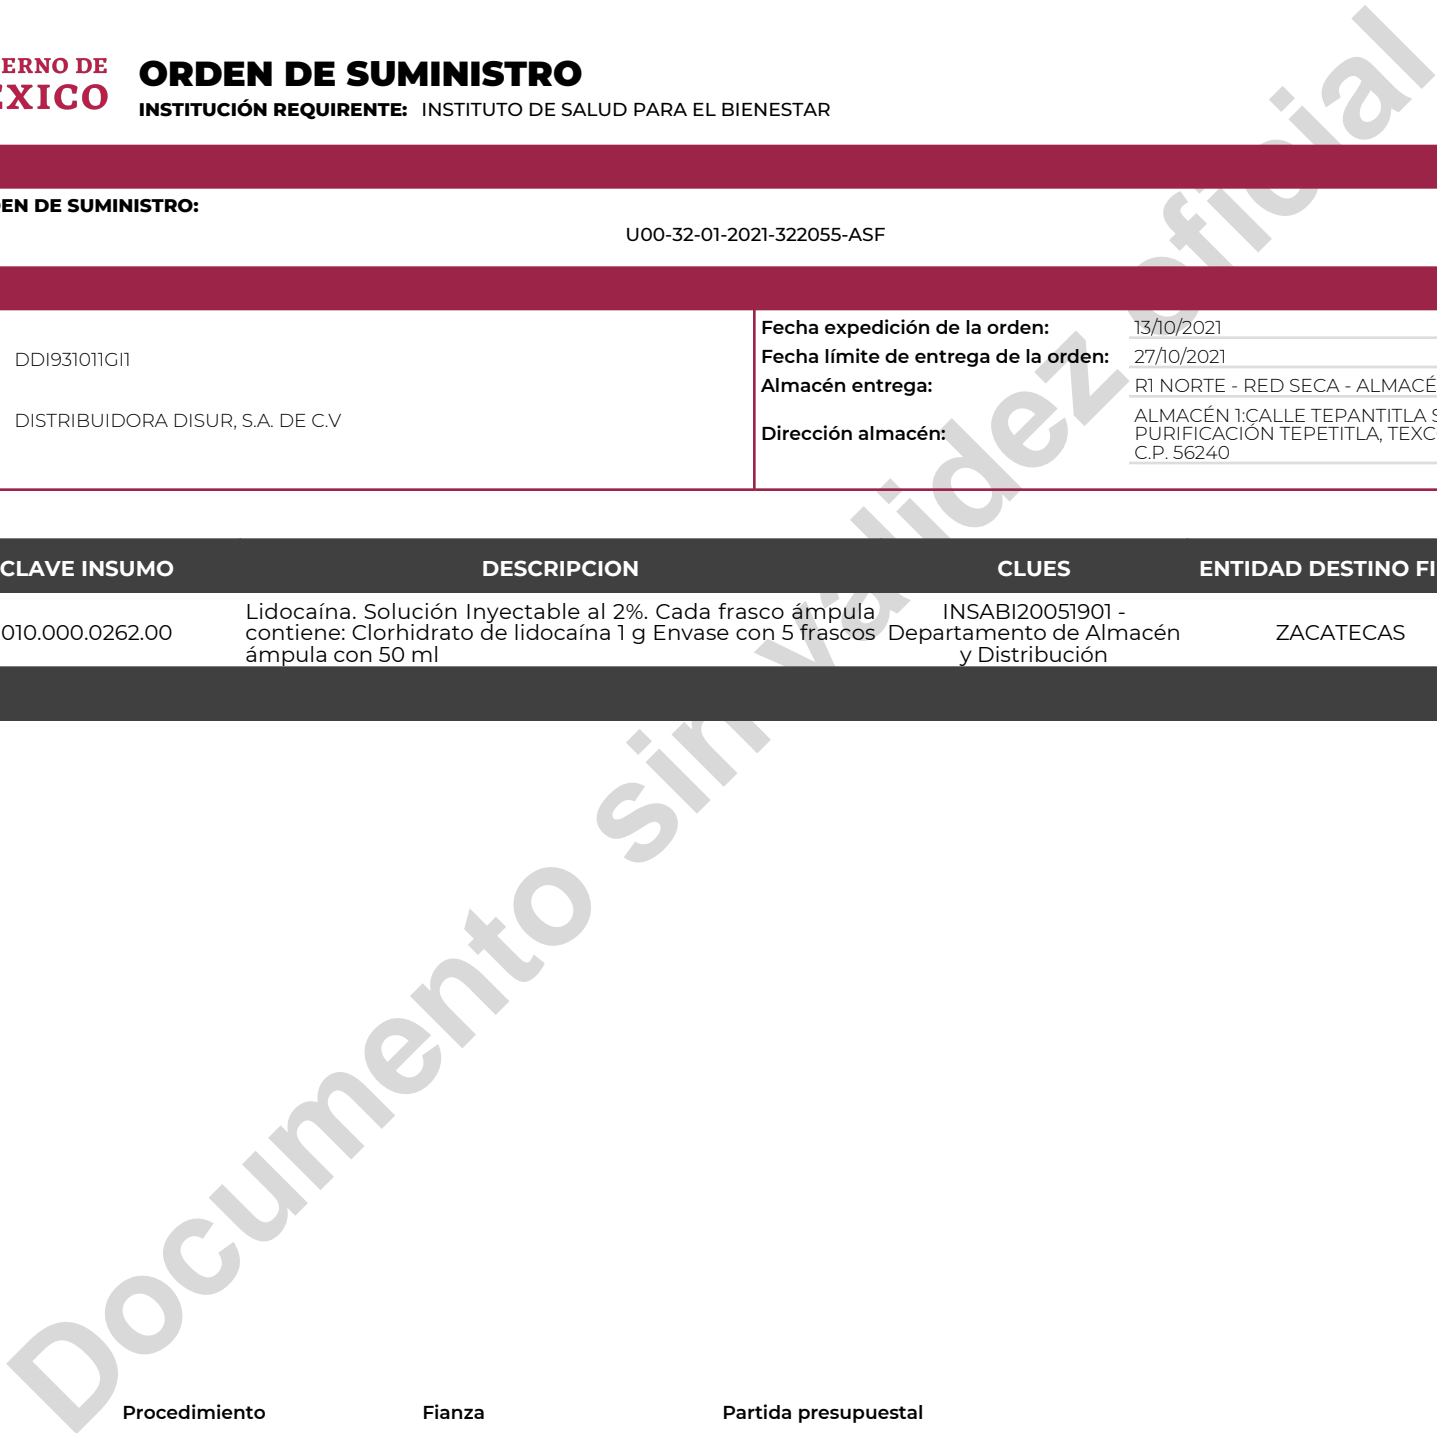 ERNO DE
ÉXICO
ORDEN DE SUMINISTRO
INSTITUCIÓN REQUIRENTE: INSTITUTO DE SALUD PARA EL BIENESTAR
EN DE SUMINISTRO:
U00-32-01-2021-322055-ASF
DDI931011GI1
DISTRIBUIDORA DISUR, S.A. DE C.V
Fecha expedición de la orden: 13/10/2021
Fecha límite de entrega de la orden: 27/10/2021
Almacén entrega: R1 NORTE - RED SECA - ALMACÉ
Dirección almacén: ALMACÉN 1:CALLE TEPANTITLA S
PURIFICACIÓN TEPETITLA, TEXC
C.P. 56240
CLAVE INSUMO DESCRIPCION CLUES ENTIDAD DESTINO FI
010.000.0262.00
Lidocaína. Solución Inyectable al 2%. Cada frasco ámpula
contiene: Clorhidrato de lidocaína 1 g Envase con 5 frascos
ámpula con 50 ml
INSABI20051901 -
Departamento de Almacén
y Distribución
ZACATECAS
Documento sin validez oficial
Procedimiento Fianza Partida presupuestal